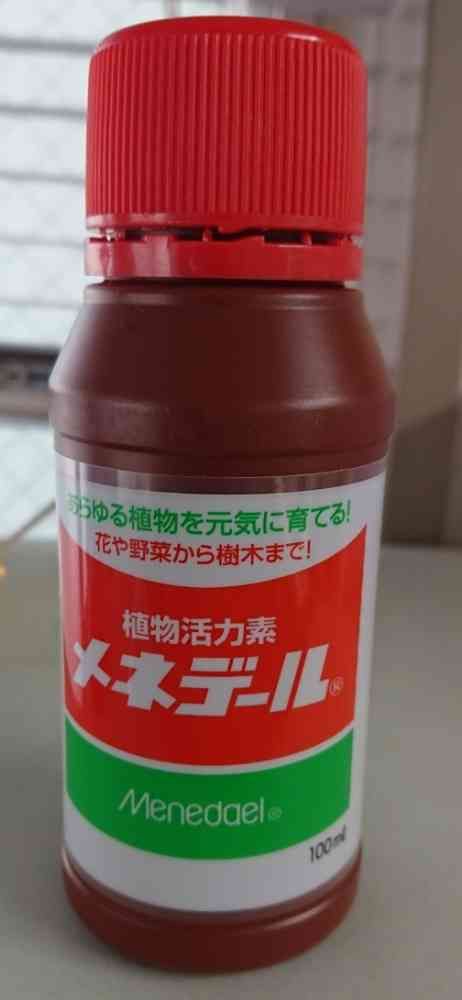 あらゆる植物を元気に育てる!
花や野菜から樹木まで!
植物活力素
メネデール®
Menedael®
100ml